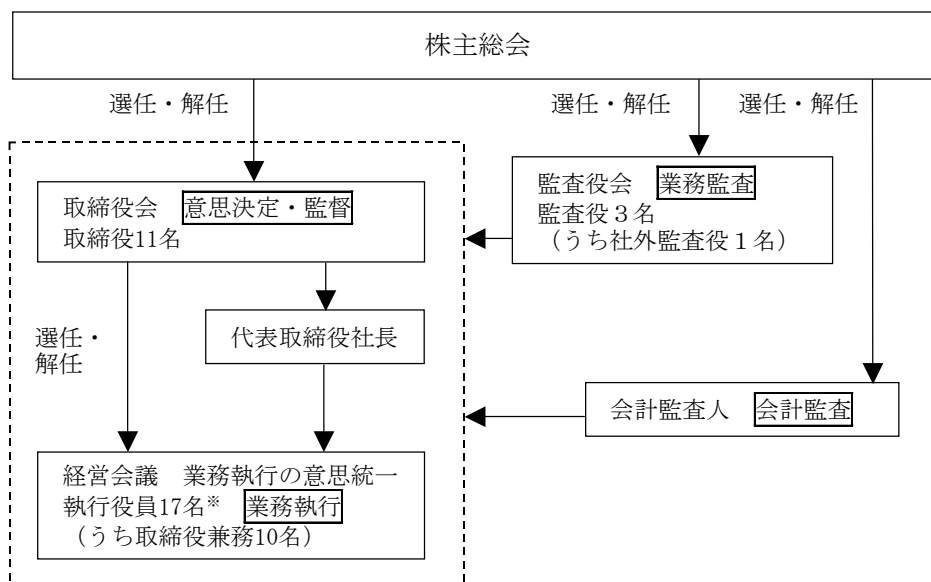 株主総会
選任・解任
選任・解任
選任・解任
取締役会 意思決定・監督
取締役11名
監査役会 業務監査
監査役3名
（うち社外監査役1名）
選任・
解任
代表取締役社長
会計監査人 会計監査
経営会議 業務執行の意思統一
執行役員17名※ 業務執行
（うち取締役兼務10名）